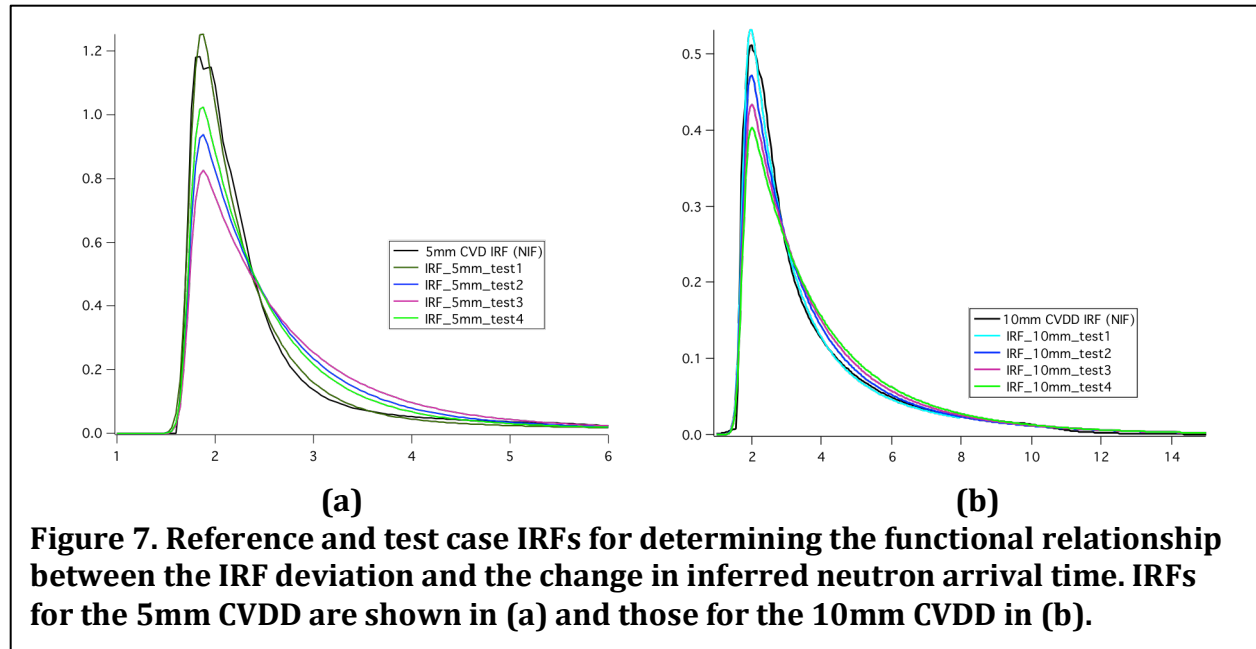 1.2
1.0
0.8
0.6
0.4
0.2
0.0
1
2
3
4
5
6
5mm CVD IRF (NIF)
IRF_5mm_test1
IRF_5mm_test2
IRF_5mm_test3
IRF_5mm_test4
0.5
0.4
0.3
0.2
0.1
0.0
2
4
6
8
10
12
14
10mm CVDD IRF (NIF)
IRF_10mm_test1
IRF_10mm_test2
IRF_10mm_test3
IRF_10mm_test4
(a)
(b)
Figure 7. Reference and test case IRFs for determining the functional relationship
between the IRF deviation and the change in inferred neutron arrival time. IRFs
for the 5mm CVDD are shown in (a) and those for the 10mm CVDD in (b).